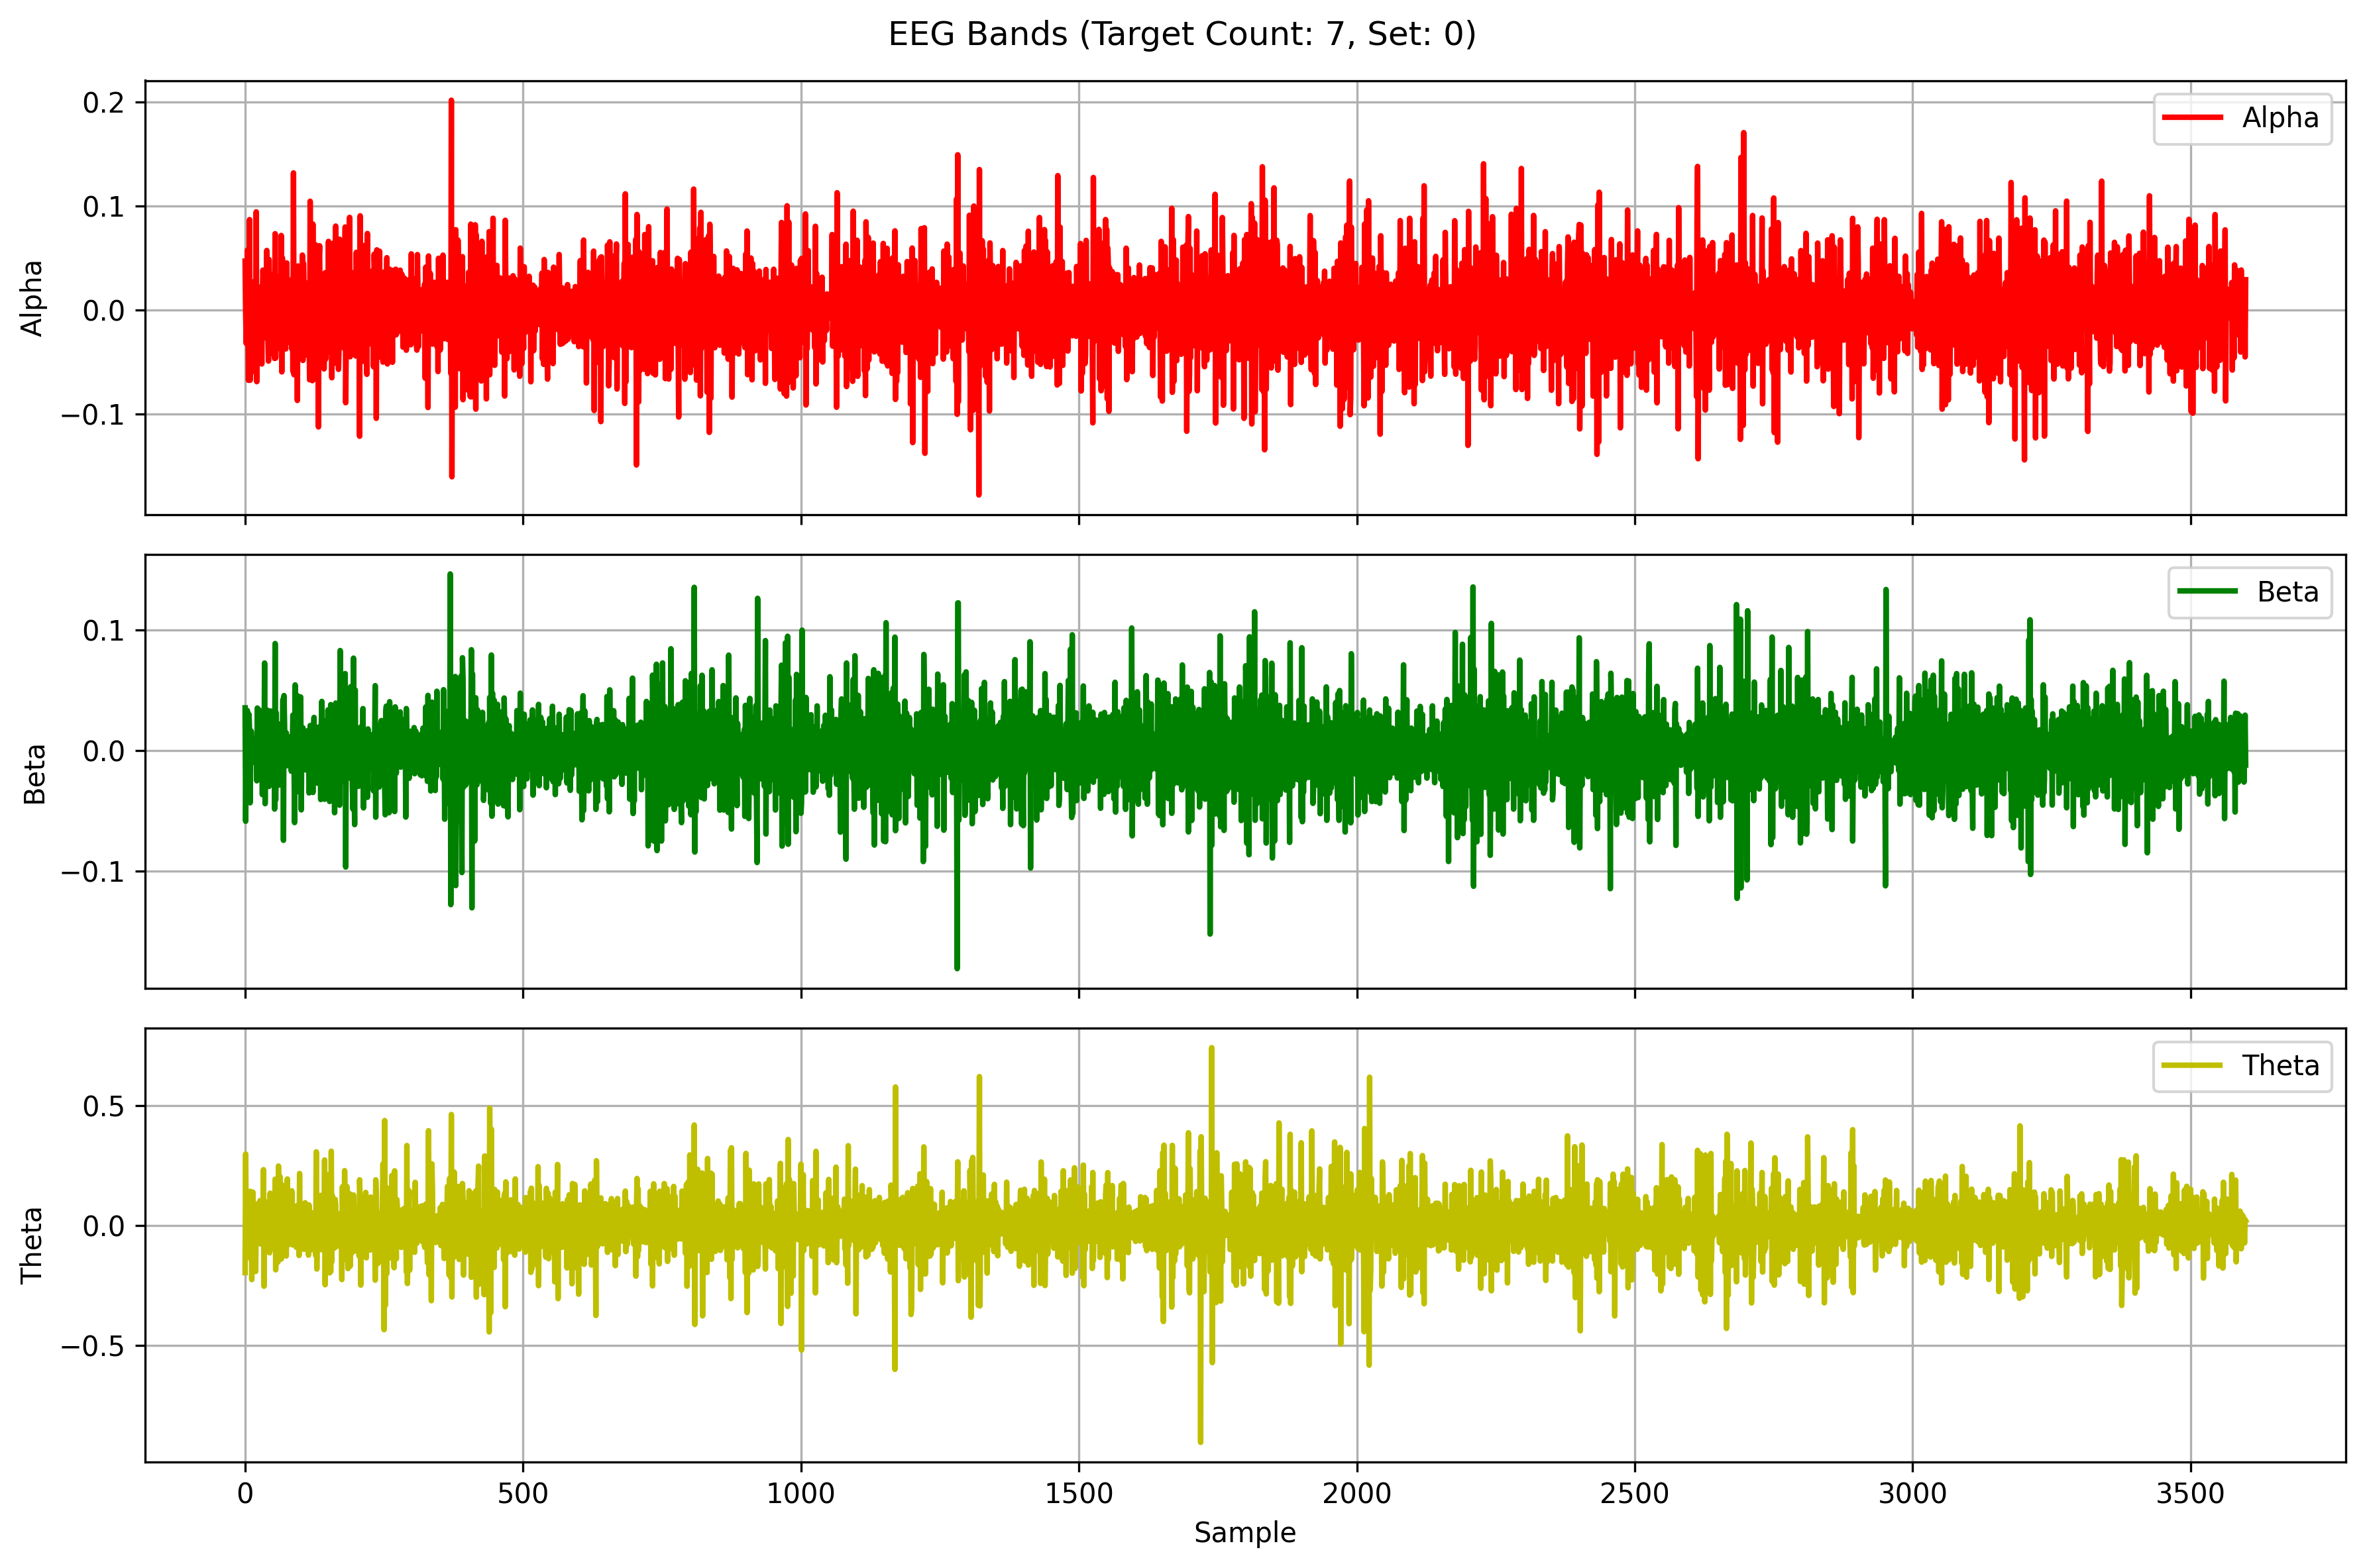 EEG Bands (Target Count: 7, Set: 0)
0.2
0.1
0.0
−0.1
Alpha
Alpha
0.1
0.0
−0.1
Beta
Beta
0.5
0.0
−0.5
Theta
Theta
0 500 1000 1500 2000 2500 3000 3500
Sample